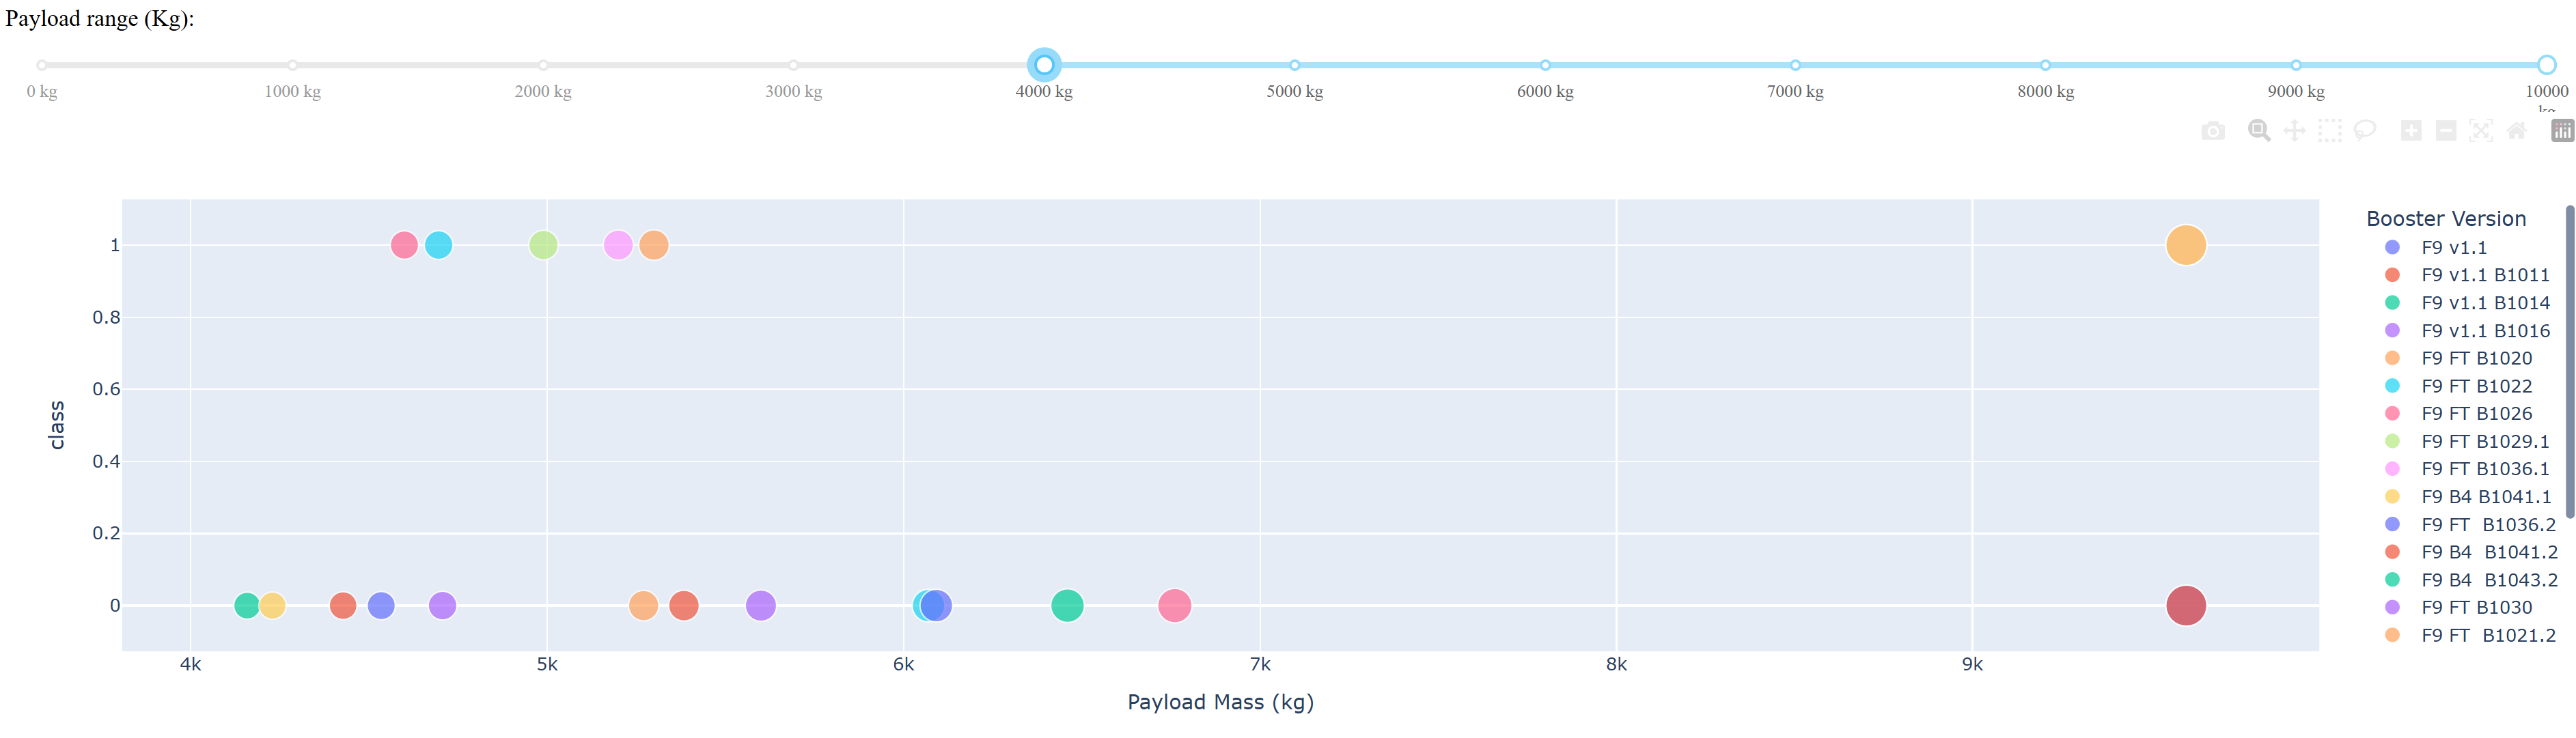 Payload range (Kg):
0 kg 1000 kg 2000 kg 3000 kg 4000 kg 5000 kg 6000 kg 7000 kg 8000 kg 9000 kg 10000
kg
Booster Version
F9 v1.1
F9 v1.1 B1011
F9 v1.1 B1014
F9 v1.1 B1016
F9 FT B1020
F9 FT B1022
F9 FT B1026
F9 FT B1029.1
F9 FT B1036.1
F9 B4 B1041.1
F9 FT  B1036.2
F9 B4  B1041.2
F9 B4  B1043.2
F9 FT B1030
F9 FT  B1021.2
1
0.8
0.6
0.4
0.2
0
class
4k 5k 6k 7k 8k 9k
Payload Mass (kg)